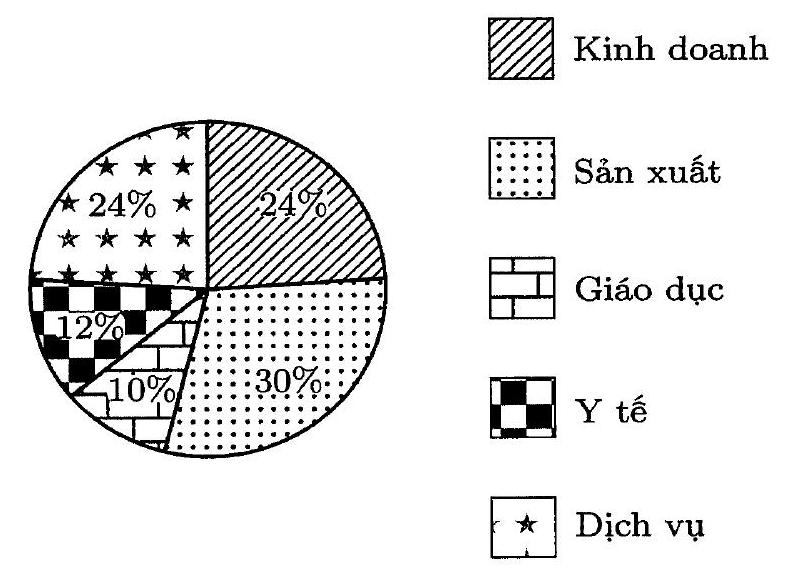 Kinh doanh
Sản xuất
Giáo dục
Y tế
Dịch vụ
24%
24%
12%
10%
30%